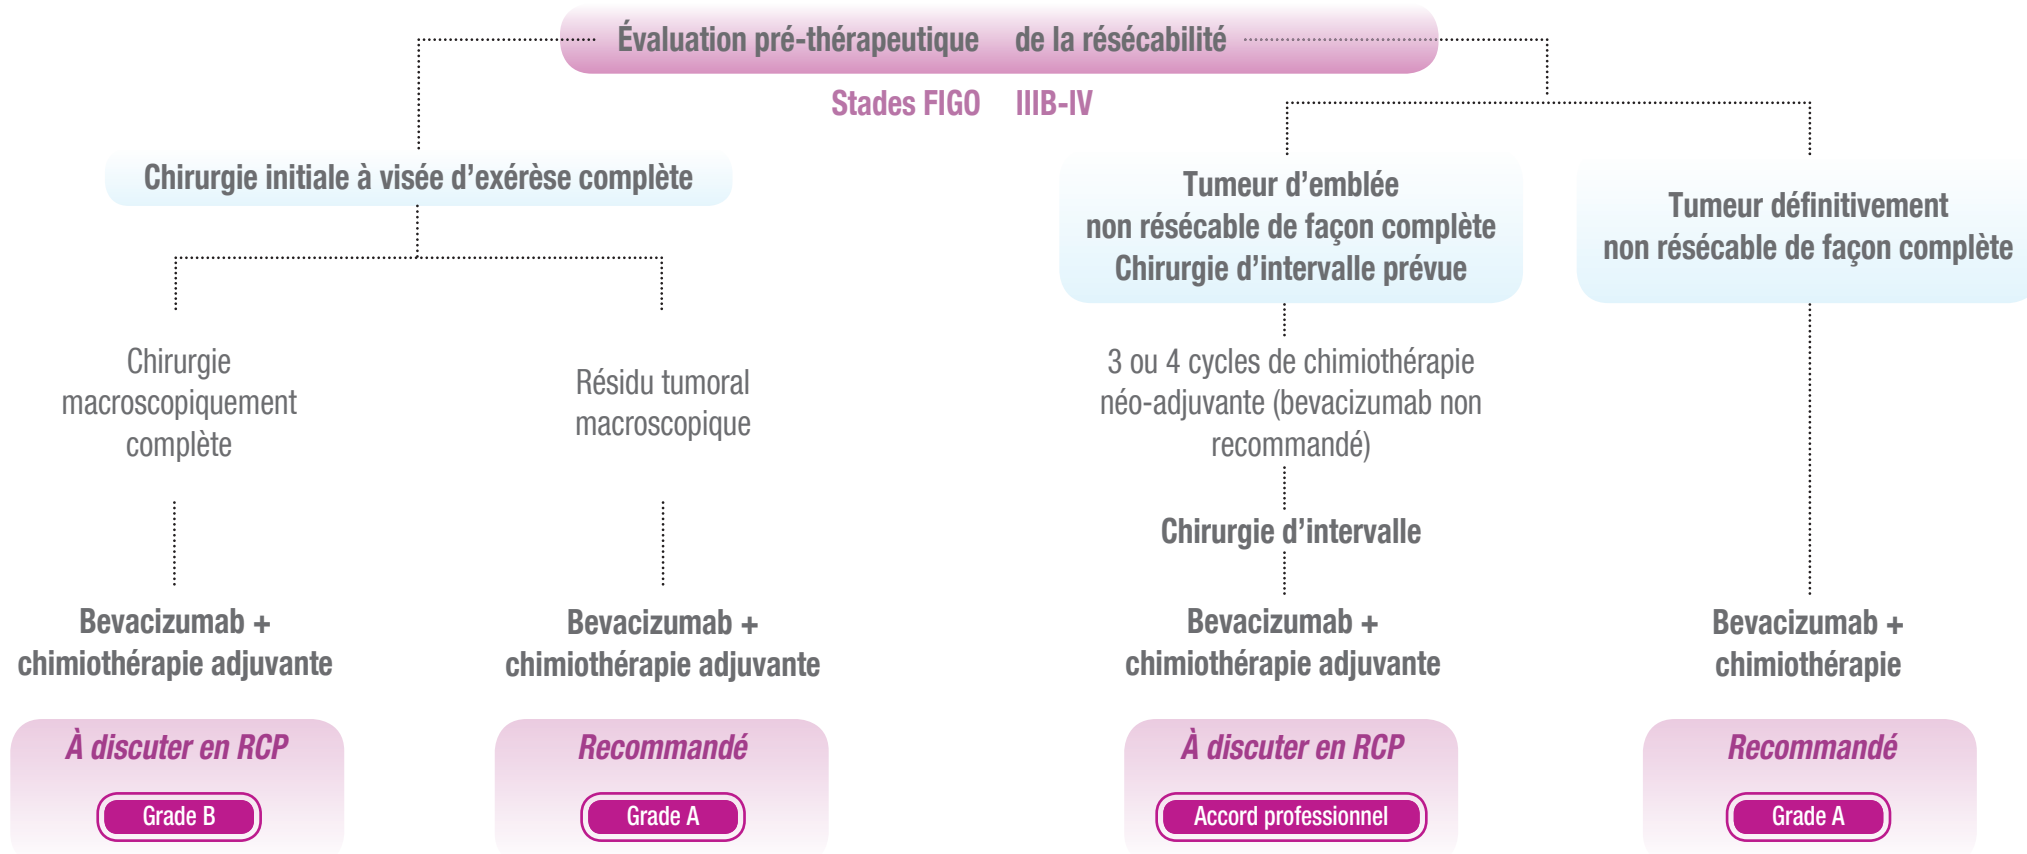 Évaluation pré-thérapeutique de la résécabilité
Stades FIGO IIIB-IV
Chirurgie initiale à visée d’exérèse complète
Chirurgie
macroscopiquement
complète
Bevacizumab +
chimiothérapie adjuvante
À discuter en RCP
Grade B
Résidu tumoral
macroscopique
Bevacizumab +
chimiothérapie adjuvante
Recommandé
Grade A
Tumeur d’emblée
non résécable de façon complète
Chirurgie d’intervalle prévue
3 ou 4 cycles de chimiothérapie
néo-adjuvante (bevacizumab non
recommandé)
Chirurgie d’intervalle
Bevacizumab +
chimiothérapie adjuvante
À discuter en RCP
Accord professionnel
Tumeur définitivement
non résécable de façon complète
Bevacizumab +
chimiothérapie
Recommandé
Grade A